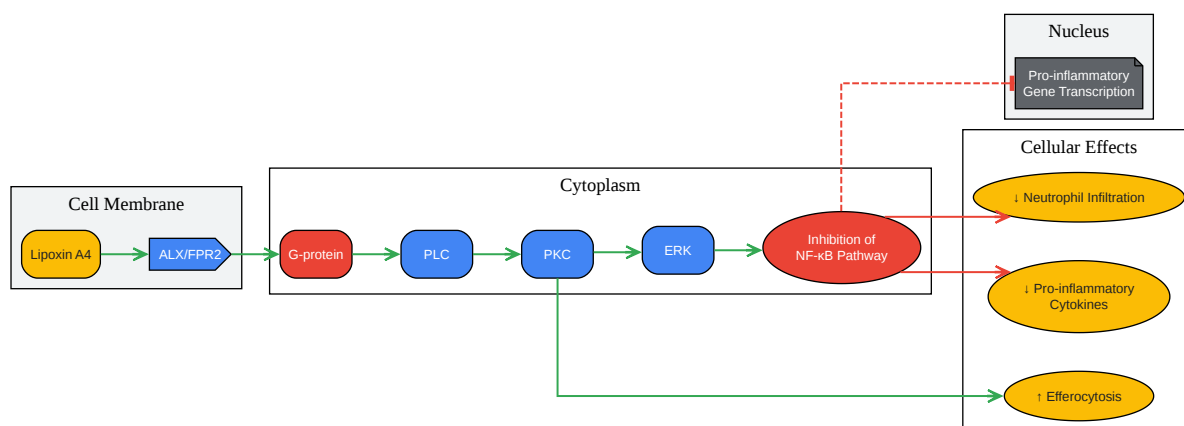 Nucleus
Pro-inflammatory
Gene Transcription
Cellular Effects
Cytoplasm
↓ Neutrophil Infiltration
Cell Membrane
Lipoxin A4
ALX/FPR2
G-protein
PLC
PKC
ERK
Inhibition of
NF-κB Pathway
↓ Pro-inflammatory
Cytokines
↑ Efferocytosis